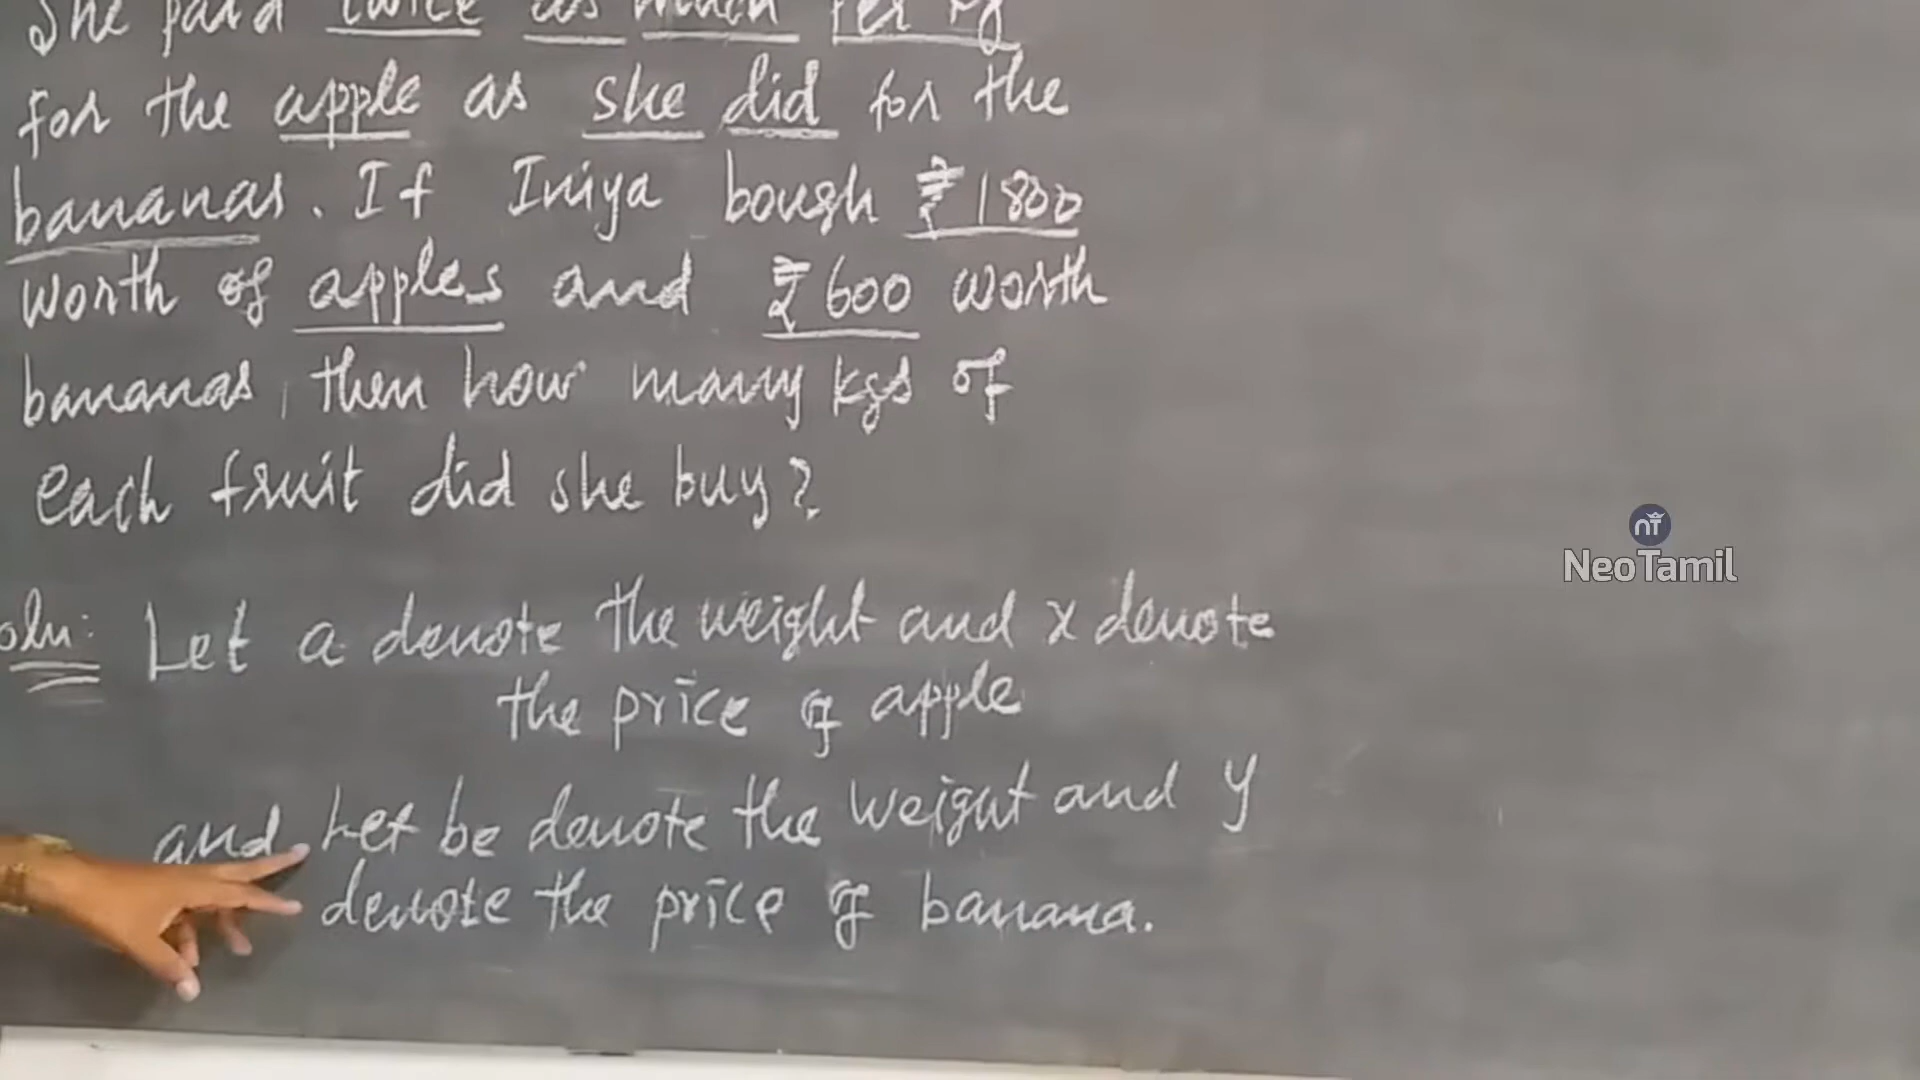 She paid twice as much Per kg
for the apple as she did for the
bananas. If Iniya bough ₹1800
worth of apples and ₹600 worth
bananas, then how many kgs of
each fruit did she buy?
oln: Let a denote the weight and x denote
the price of apple
and Let be denote the weight and y
denote the price of banana.
nT
NeoTamil